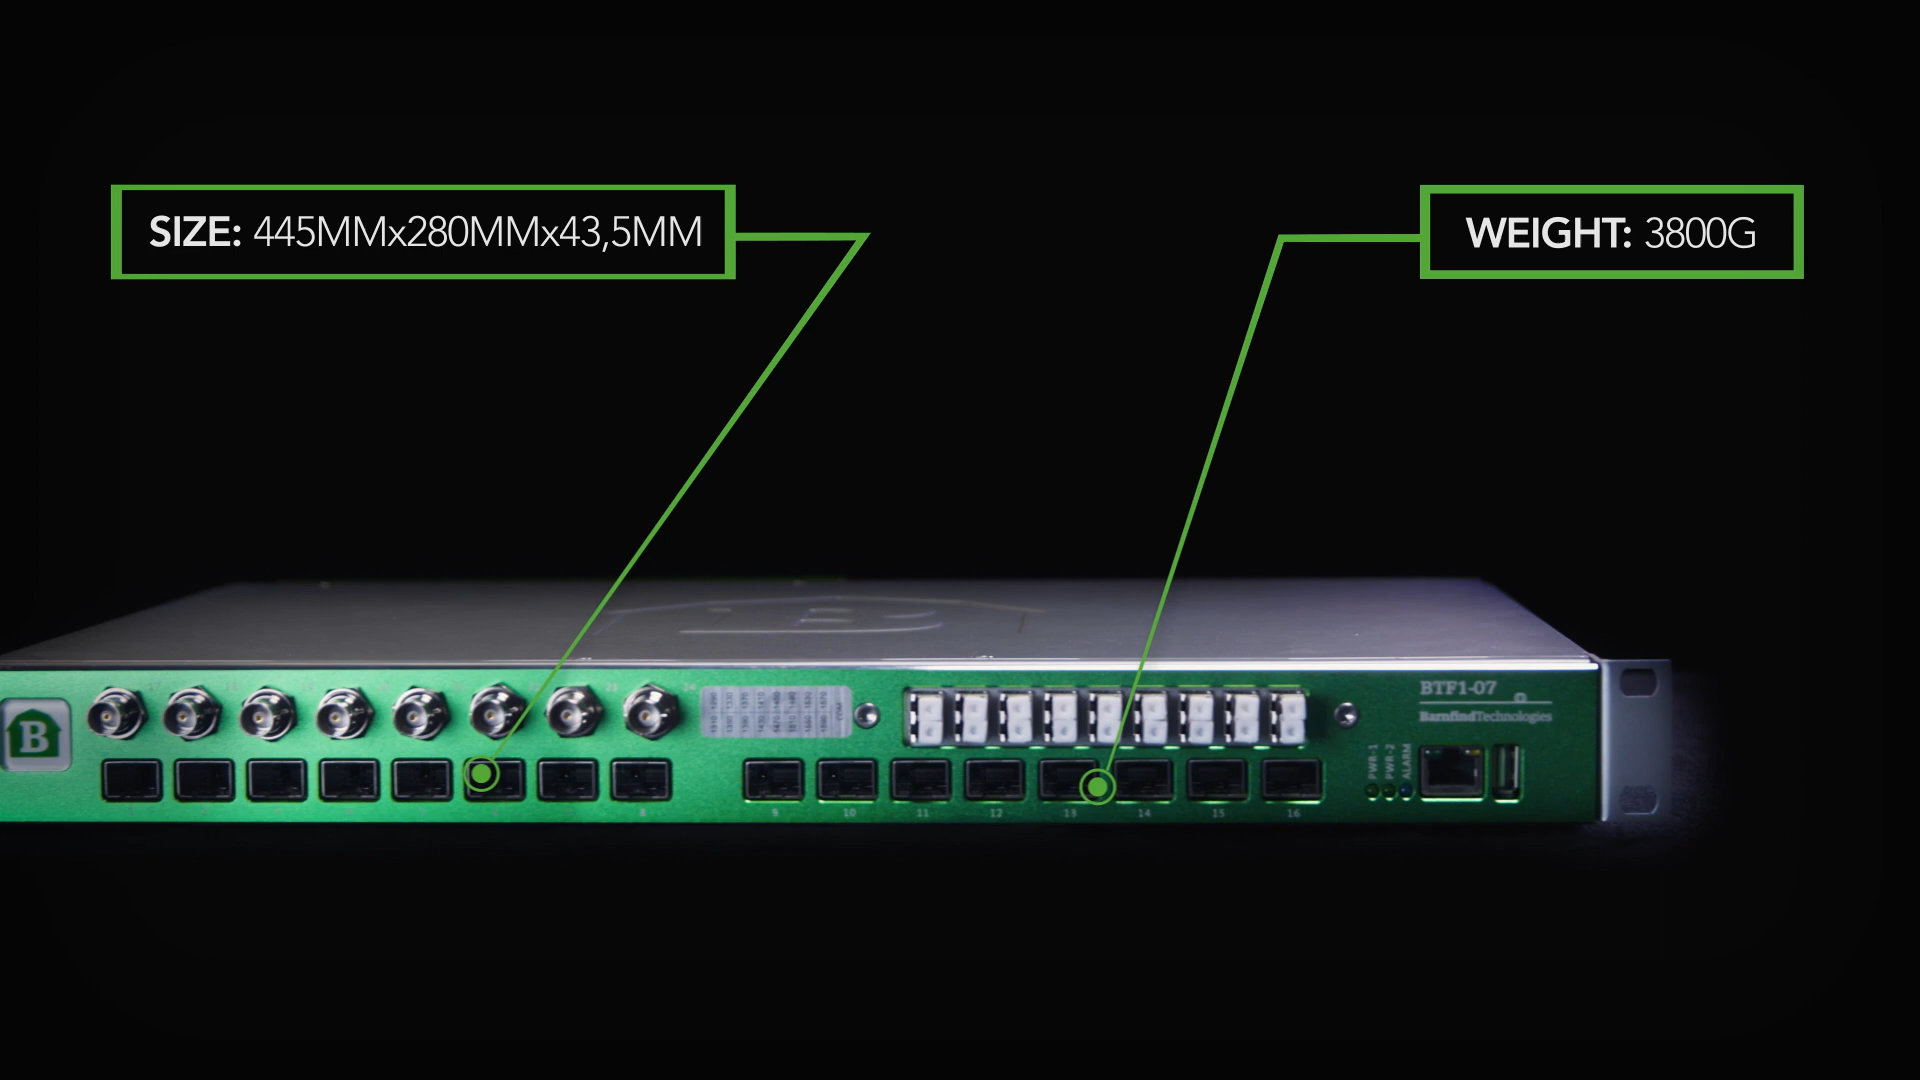 SIZE: 445MMx280MMx43,5MM
WEIGHT: 3800G
B
BTF1-07
BarnfindTechnologies
PWR-1
PWR-2
ALARM
8
9
10
11
12
13
14
15
16